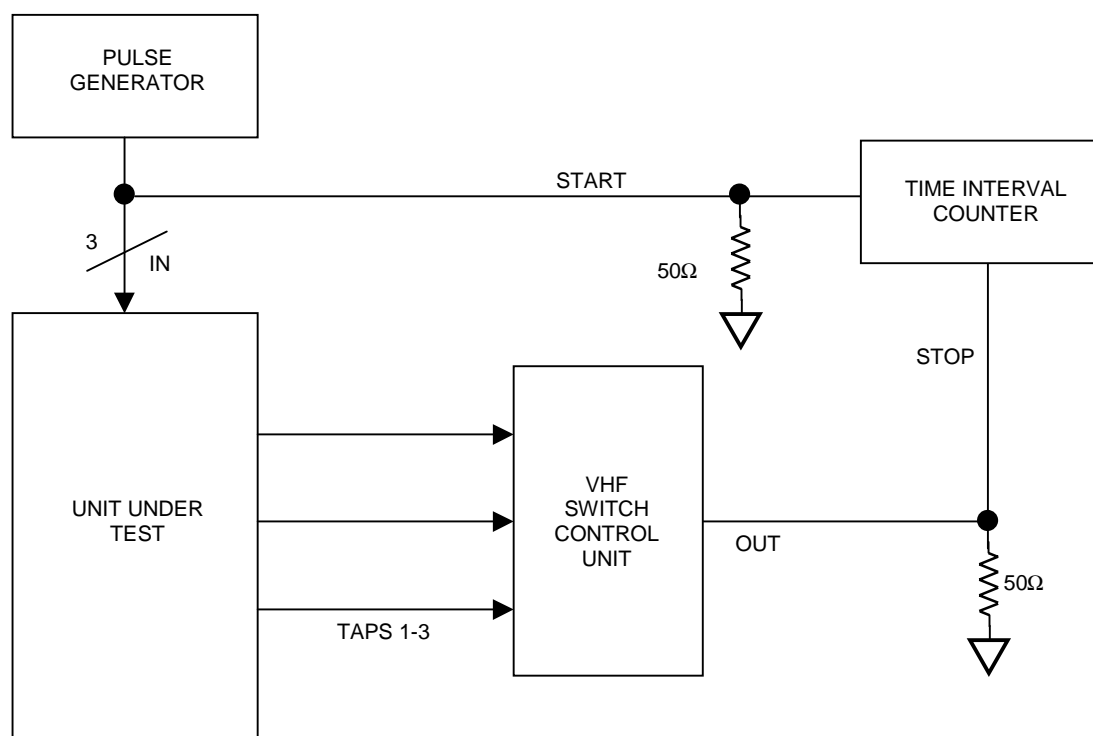 PULSE
GENERATOR
START
TIME INTERVAL
COUNTER
3
IN
50Ω
STOP
UNIT UNDER
TEST
VHF
SWITCH
CONTROL
UNIT
OUT
50Ω
TAPS 1-3